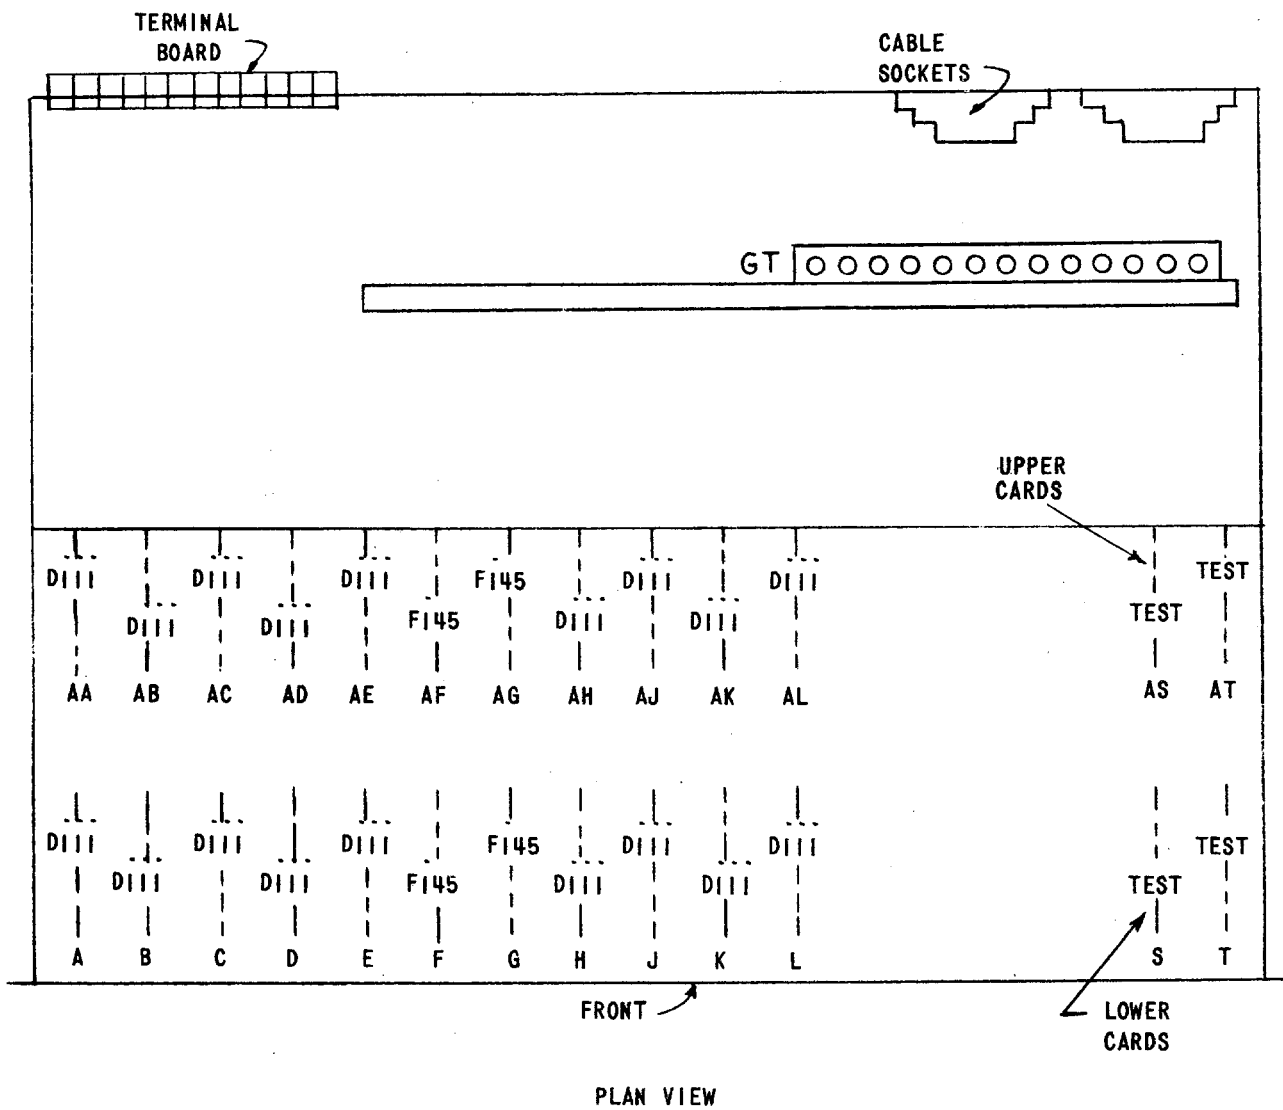 TERMINAL
BOARD
CABLE
SOCKETS
GT
UPPER
CARDS
D111 D111 D111 F145 D111 D111 TEST
D111 D111 F145 D111 D111 TEST
AA AB AC AD AE AF AG AH AJ AK AL AS AT
D111 D111 D111 F145 D111 D111 TEST
D111 D111 F145 D111 D111 TEST
A B C D E F G H J K L S T
FRONT
LOWER
CARDS
PLAN VIEW